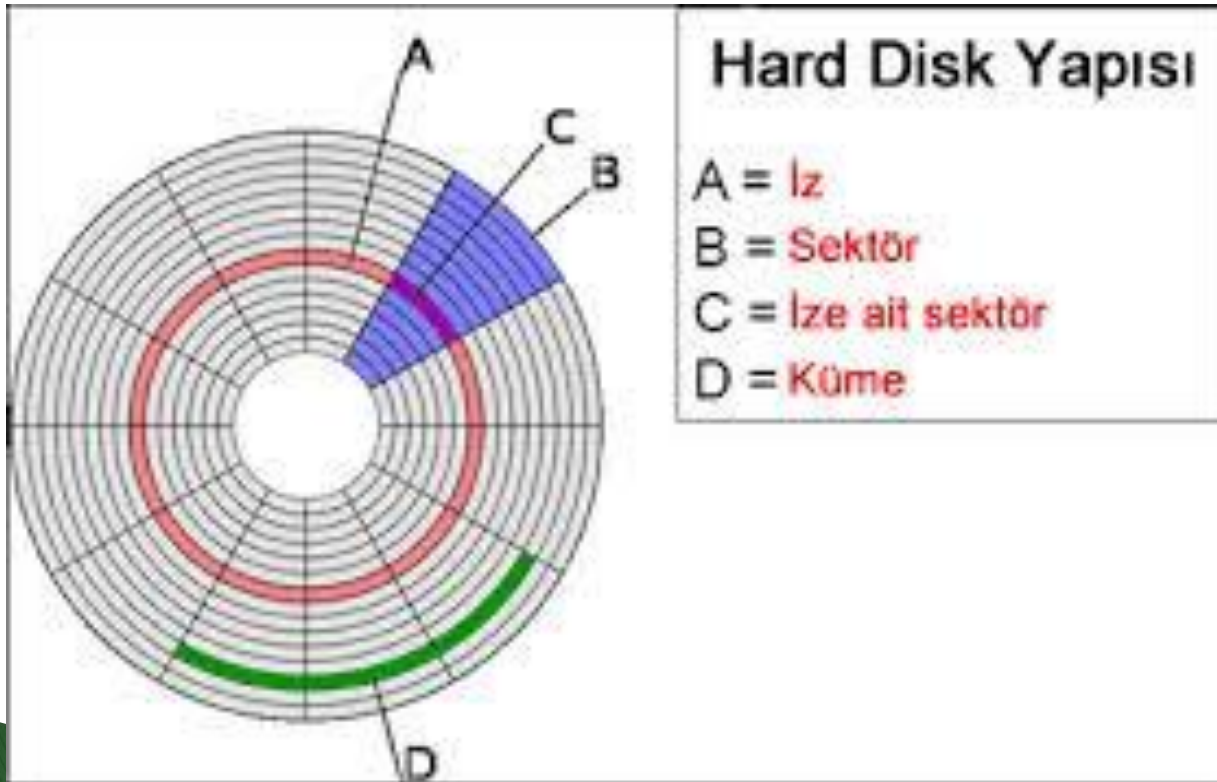 A
C
B
D
Hard Disk Yapısı
A = İz
B = Sektör
C = İze ait sektör
D = Küme